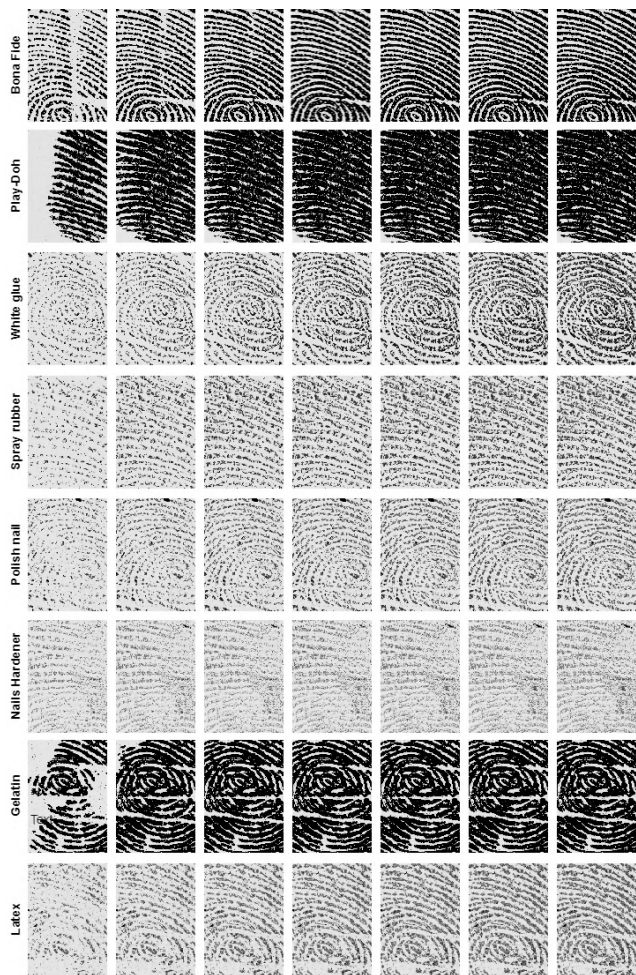 Bona Fide
Play-Doh
White glue
Spray rubber
Polish nail
Nails Hardener
Gelatin
Text
Latex